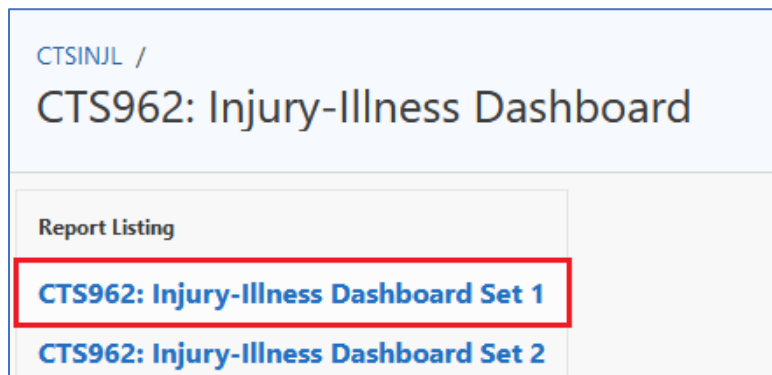 CTSINJL /
CTS962: Injury-Illness Dashboard
Report Listing
CTS962: Injury-Illness Dashboard Set 1
CTS962: Injury-Illness Dashboard Set 2